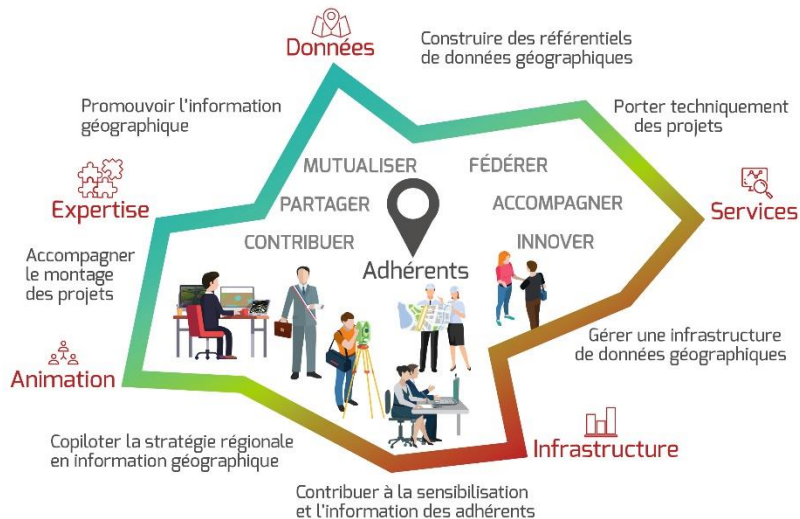 Données
Construire des référentiels
de données géographiques
Promouvoir l'information
géographique
Porter techniquement
des projets
MUTUALISER
FÉDÉRER
Expertise
PARTAGER
ACCOMPAGNER
Services
CONTRIBUER
INNOVER
Adhérents
Accompagner
le montage
des projets
Gérer une infrastructure
de données géographiques
Animation
Copiloter la stratégie régionale
en information géographique
Infrastructure
Contribuer à la sensibilisation
et l'information des adhérents